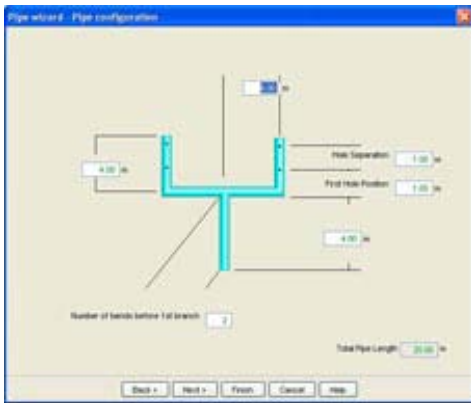 Pipe wizard - Pipe configuration
m
4.00 m
Hole Separation 1.00 m
First Hole Position 1.00 m
4.00 m
Number of bends before 1st branch 2
Total Pipe Length 20.00 m
Back < Next > Finish Cancel Help